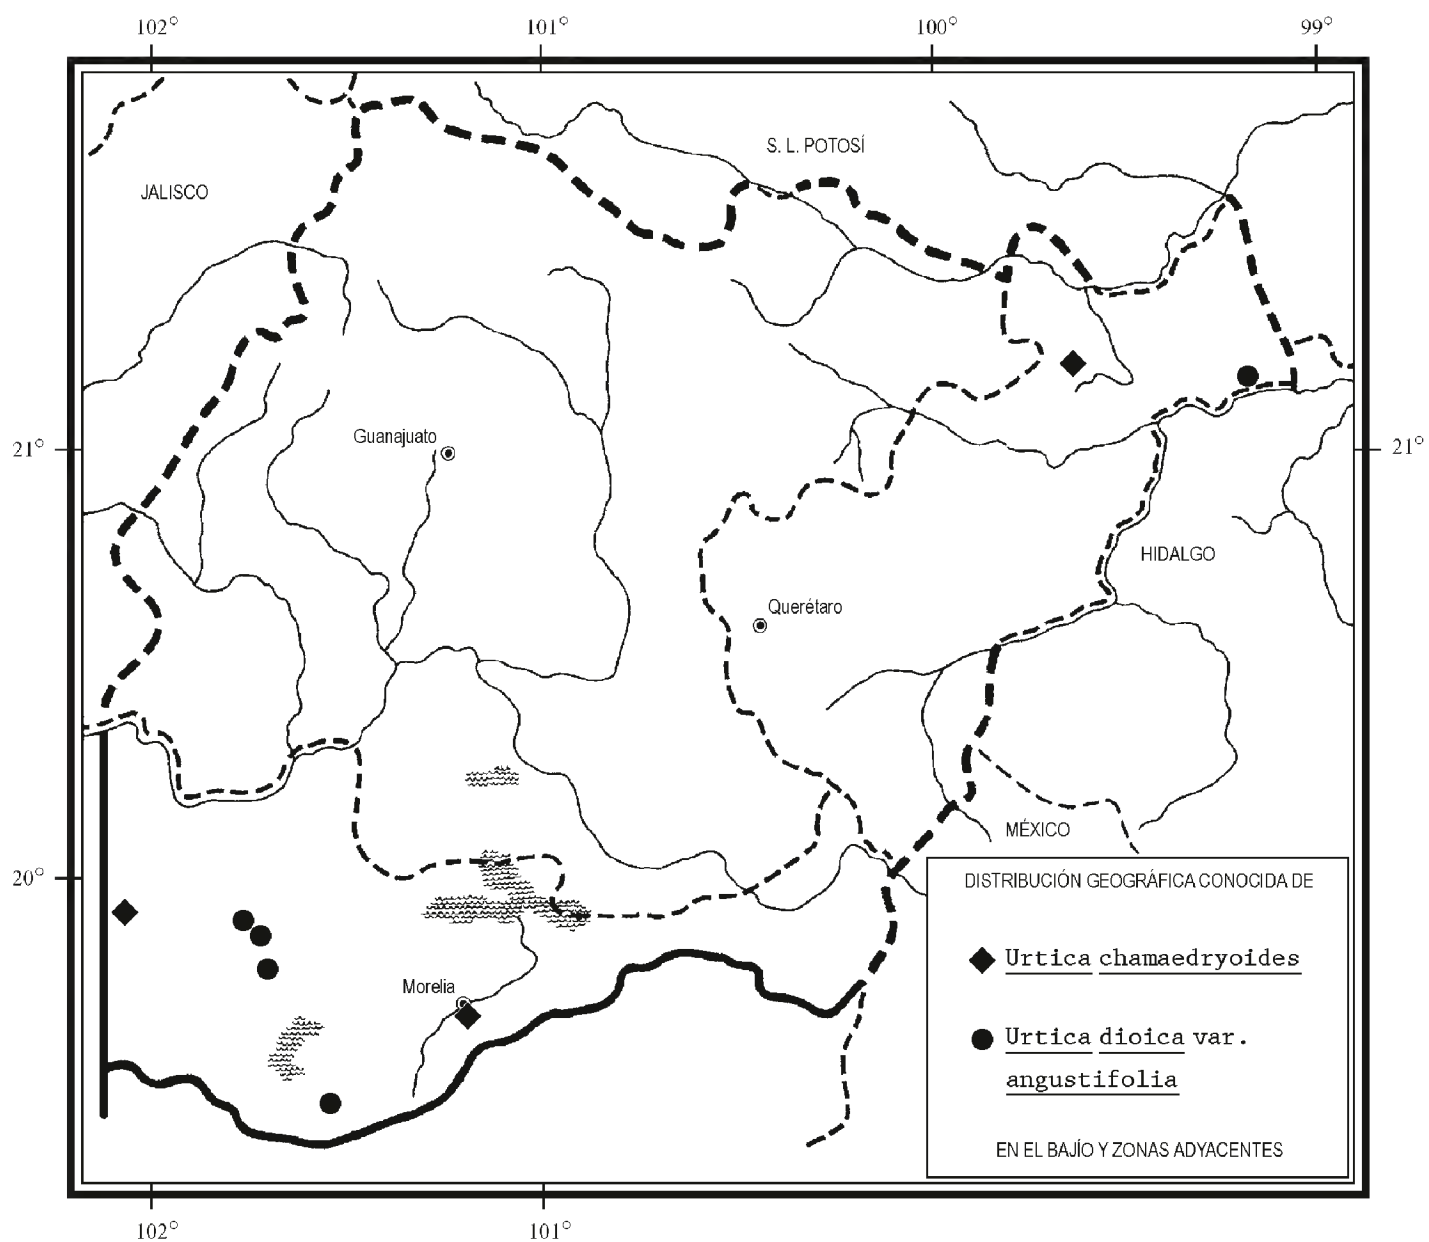 102° 101° 100° 99°
S. L. POTOSÍ
JALISCO
Guanajuato
21° 21°
HIDALGO
Querétaro
MÉXICO
20°
DISTRIBUCIÓN GEOGRÁFICA CONOCIDA DE
Urtica chamaedryoides
Morelia
Urtica dioica var.
angustifolia
EN EL BAJÍO Y ZONAS ADYACENTES
102° 101°